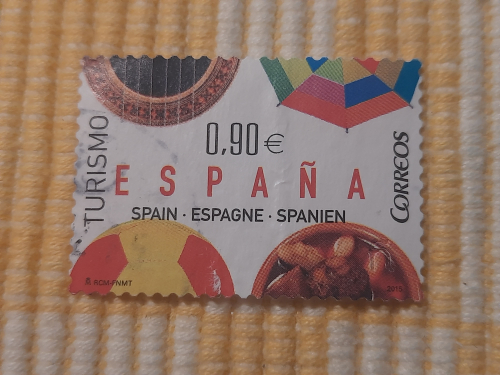 TURISMO
0,90€
ESPAÑA
SPAIN · ESPAGNE · SPANIEN
CORREOS
RCM-FNMT